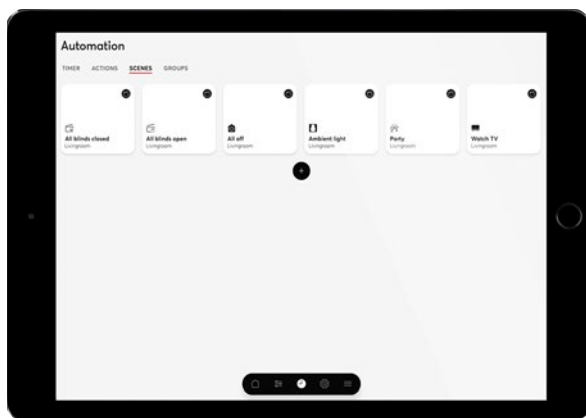 Automation
TIMER ACTIONS SCENES GROUPS
All blinds closed
Livingroom
All blinds open
Livingroom
All off
Livingroom
Ambient light
Livingroom
Party
Livingroom
Watch TV
Livingroom